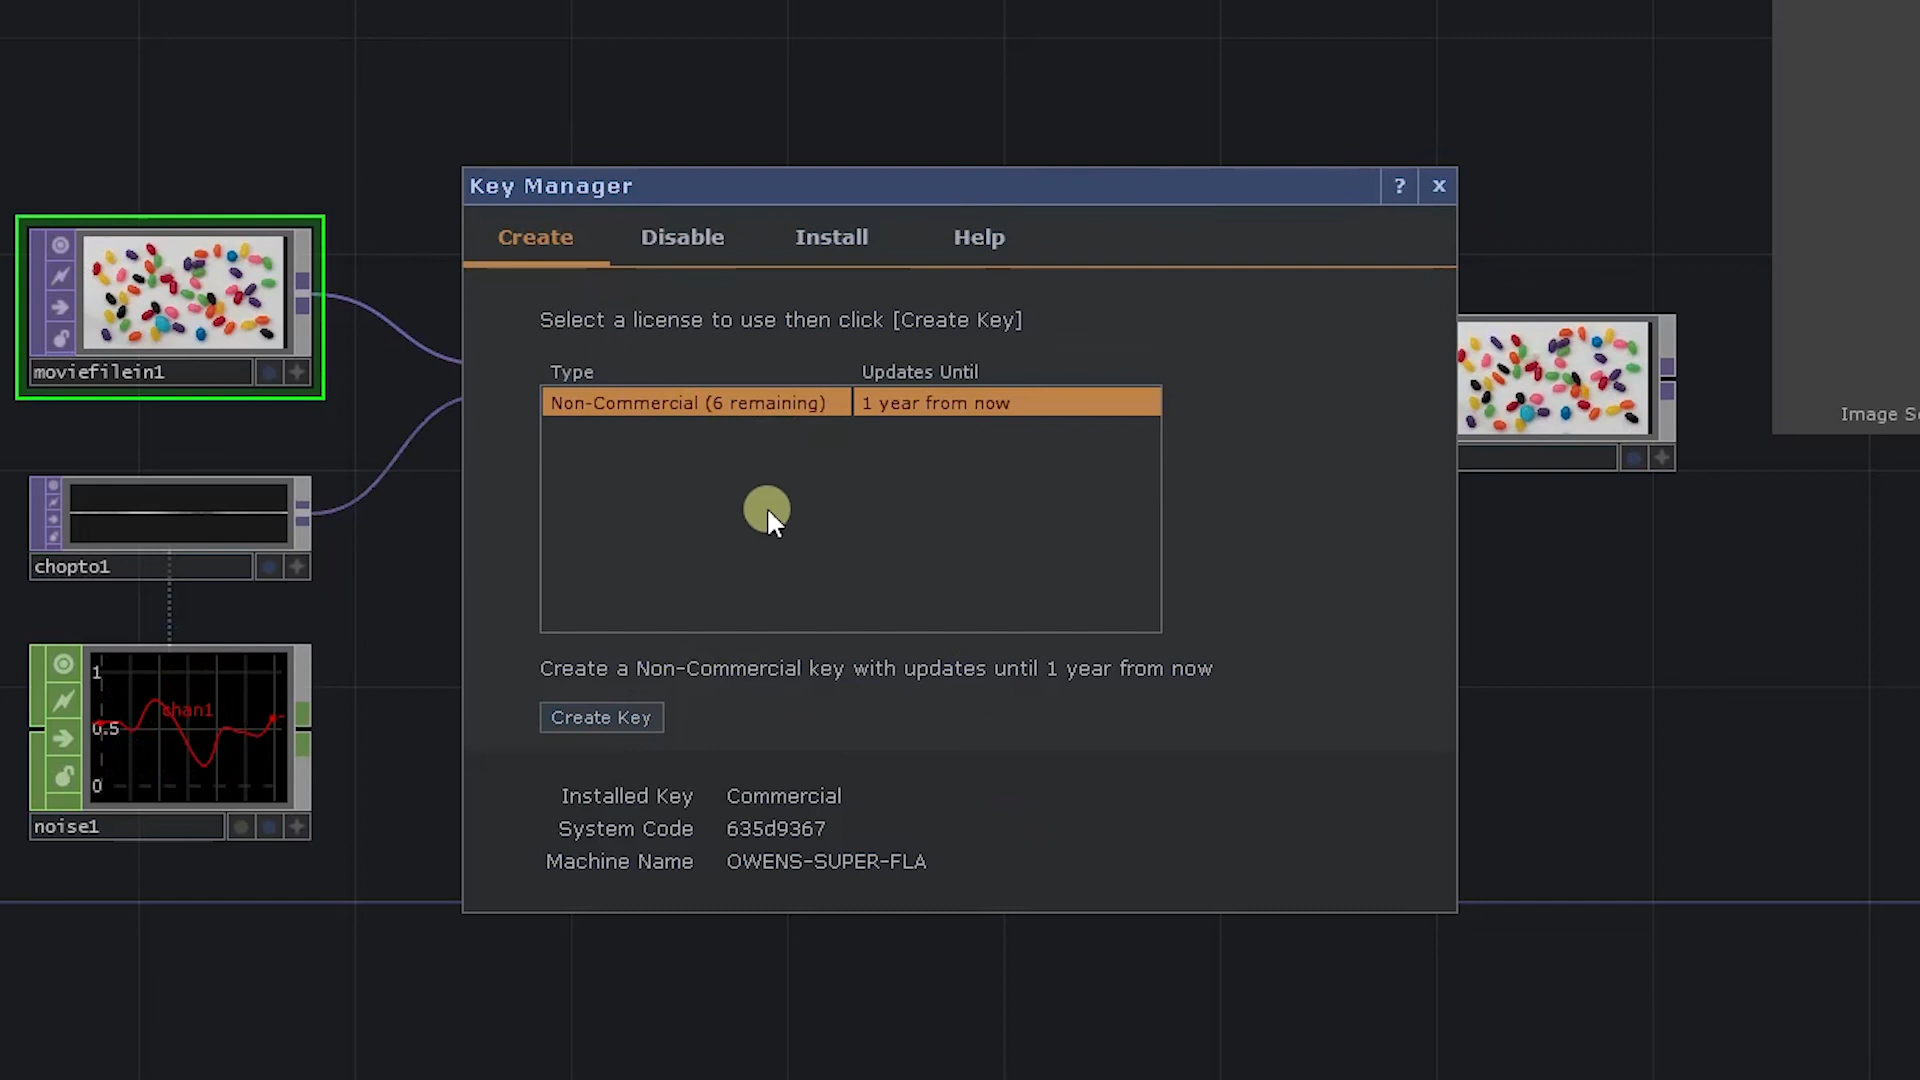 Key Manager
?
x
Create
Disable
Install
Help
Select a license to use then click [Create Key]
Type
Updates Until
Non-Commercial (6 remaining)
1 year from now
Create a Non-Commercial key with updates until 1 year from now
Create Key
Installed Key Commercial
System Code 635d9367
Machine Name OWENS-SUPER-FLA
moviefilein1
chopto1
1
chan1
0.5
0
noise1
Image